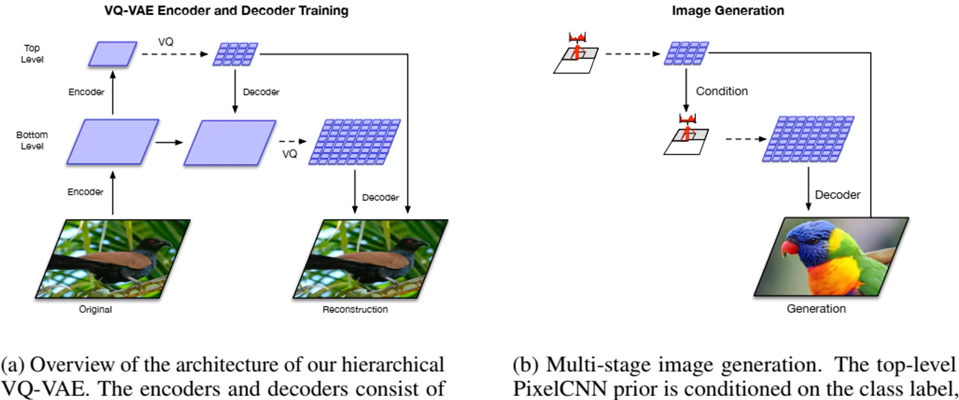 VQ-VAE Encoder and Decoder Training
Top
Level
VQ
Encoder
Decoder
Bottom
Level
VQ
Encoder
Decoder
Original
Reconstruction
(a) Overview of the architecture of our hierarchical
VQ-VAE. The encoders and decoders consist of
Image Generation
Condition
Decoder
Generation
(b) Multi-stage image generation. The top-level
PixelCNN prior is conditioned on the class label,